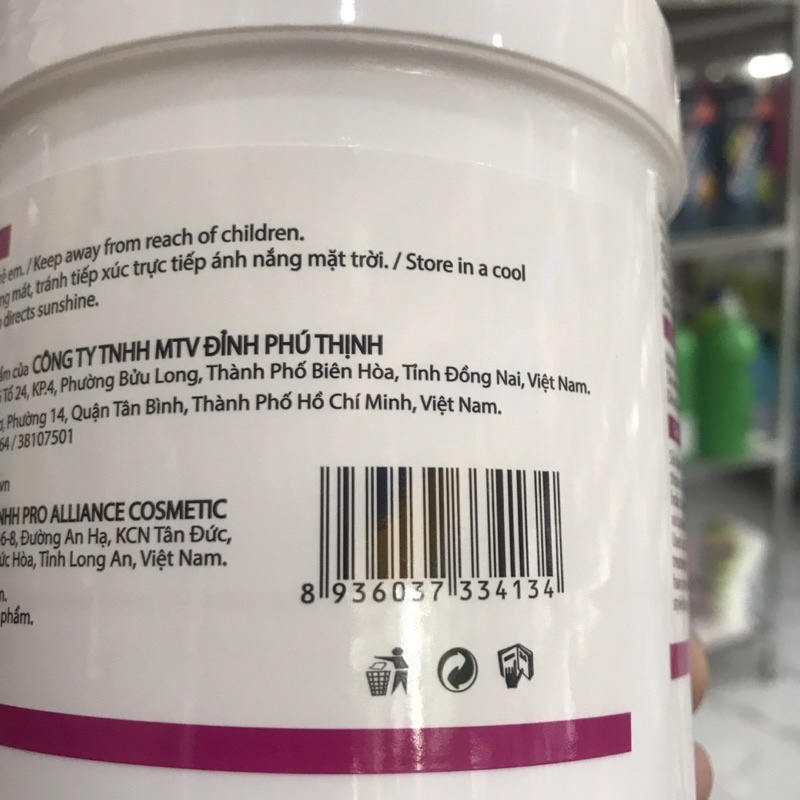 em. / Keep away from reach of children.
mát, tránh tiếp xúc trực tiếp ánh nắng mặt trời. / Store in a cool
directs sunshine.
của CÔNG TY TNHH MTV ĐỈNH PHÚ THỊNH
Tổ 24, KP.4, Phường Bửu Long, Thành Phố Biên Hòa, Tỉnh Đồng Nai, Việt Nam.
Phường 14, Quận Tân Bình, Thành Phố Hồ Chí Minh, Việt Nam.
64 / 38107501
vn
NHH PRO ALLIANCE COSMETIC
6-8, Đường An Hạ, KCN Tân Đức,
Hòa, Tỉnh Long An, Việt Nam.
phẩm.
8 936037 334134